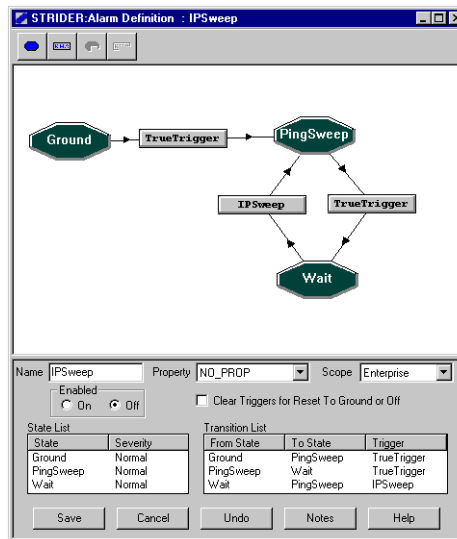 STRIDER:Alarm Definition : IPSweep
Ground
TrueTrigger
PingSweep
IPSweep
TrueTrigger
Wait
Name IPSweep Property NO_PROP Scope Enterprise
Enabled
On Off
Clear Triggers for Reset To Ground or Off
State List
State Severity
Ground Normal
PingSweep Normal
Wait Normal
Transition List
From State To State Trigger
Ground PingSweep TrueTrigger
PingSweep Wait TrueTrigger
Wait PingSweep IPSweep
Save Cancel Undo Notes Help